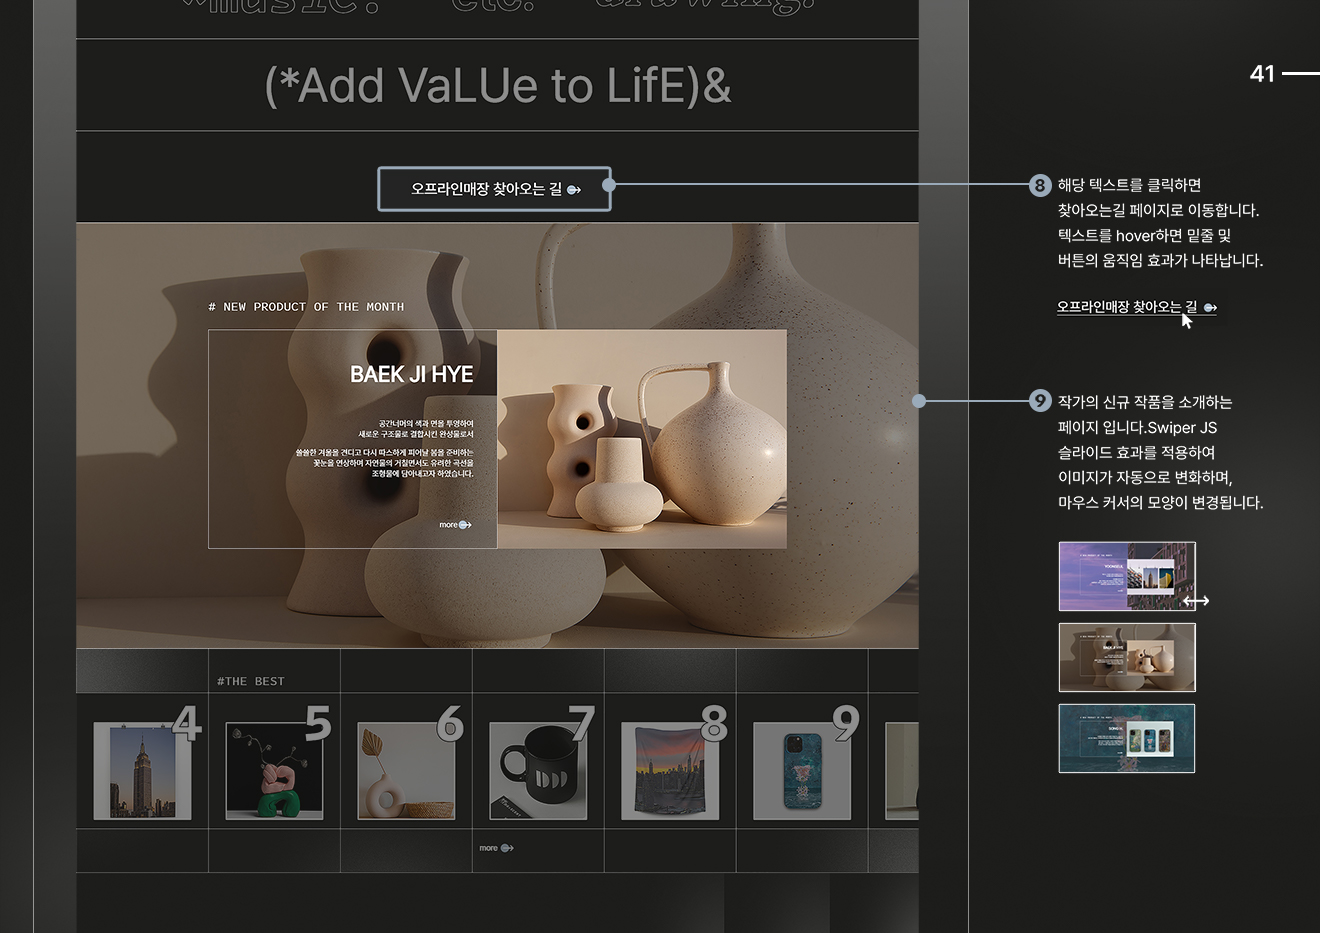 *music. etc. drawing.
(*Add VaLUe to LifE)&
41
오프라인매장 찾아오는 길
8
해당 텍스트를 클릭하면
찾아오는길 페이지로 이동합니다.
텍스트를 hover하면 밑줄 및
버튼의 움직임 효과가 나타납니다.
오프라인매장 찾아오는 길
# NEW PRODUCT OF THE MONTH
BAEK JI HYE
공간너머의 색과 면을 투영하여
새로운 구조물로 결합시킨 완성물로서
쓸쓸한 겨울을 견디고 다시 따스하게 피어날 봄을 준비하는
꽃눈을 연상하며 자연물의 거칠면서도 유려한 곡선을
조형물에 담아내고자 하였습니다.
more
9
작가의 신규 작품을 소개하는
페이지 입니다.Swiper JS
슬라이드 효과를 적용하여
이미지가 자동으로 변화하며,
마우스 커서의 모양이 변경됩니다.
BAEK JI HYE
#THE BEST
4
5
6
7
8
9
more